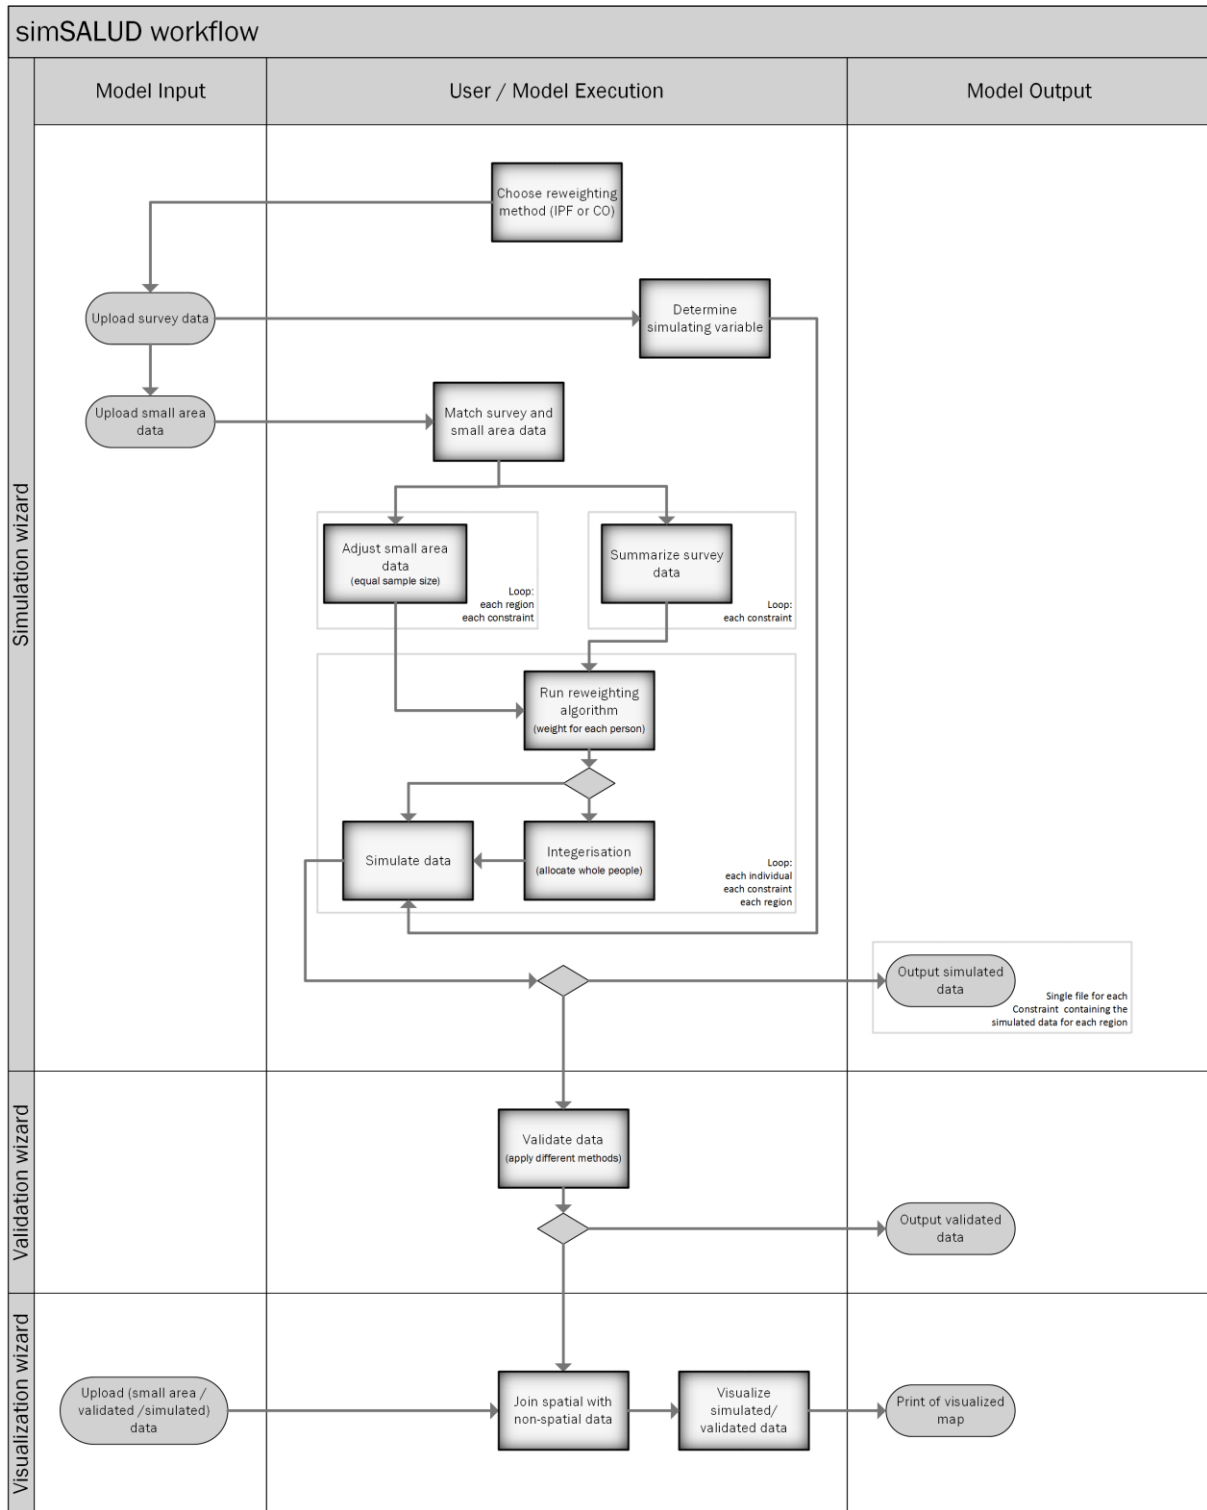 simSALUD workflow
Model Input
User / Model Execution
Model Output
Simulation wizard
Choose reweighting
method (IPF or CO)
Upload survey data
Determine
simulating variable
Upload small area
data
Match survey and
small area data
Adjust small area
data
(equal sample size)
Loop:
each region
each constraint
Summarize survey
data
Loop:
each constraint
Run reweighting
algorithm
(weight for each person)
Simulate data
Integerisation
(allocate whole people)
Loop:
each individual
each constraint
each region
Output simulated
data
Single file for each
Constraint containing the
simulated data for each region
Validation wizard
Validate data
(apply different methods)
Output validated
data
Visualization wizard
Upload (small area /
validated /simulated)
data
Join spatial with
non-spatial data
Visualize
simulated/
validated data
Print of visualized
map